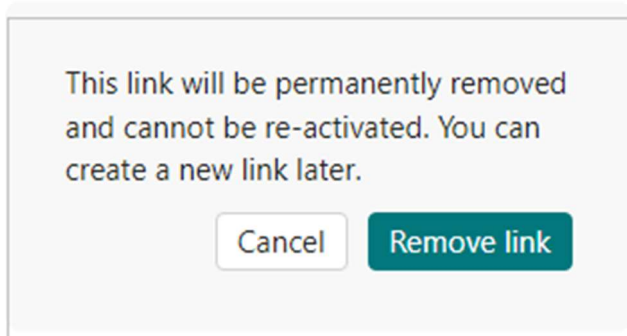 This link will be permanently removed
and cannot be re-activated. You can
create a new link later.
Cancel Remove link